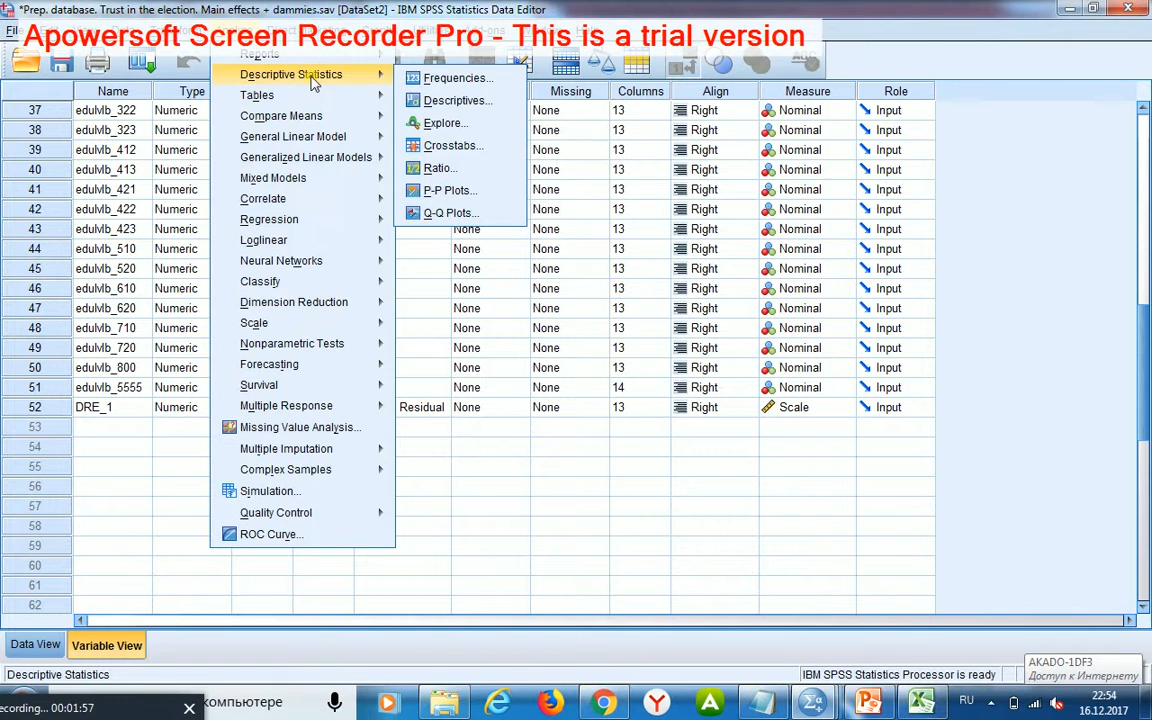 *Prep. database. Trust in the election. Main effects + dammies.sav [DataSet2] - IBM SPSS Statistics Data Editor
Apowersoft Screen Recorder Pro - This is a trial version
Reports
Descriptive Statistics
Tables
Compare Means
General Linear Model
Generalized Linear Models
Mixed Models
Correlate
Regression
Loglinear
Neural Networks
Classify
Dimension Reduction
Scale
Nonparametric Tests
Forecasting
Survival
Multiple Response
Missing Value Analysis...
Multiple Imputation
Complex Samples
Simulation...
Quality Control
ROC Curve...
Frequencies...
Descriptives...
Explore...
Crosstabs...
Ratio...
P-P Plots...
Q-Q Plots...
Name Type Missing Columns Align Measure Role
37 eduMb_322 Numeric None 13 Right Nominal Input
38 eduMb_323 Numeric None 13 Right Nominal Input
39 eduMb_412 Numeric None 13 Right Nominal Input
40 eduMb_413 Numeric None 13 Right Nominal Input
41 eduMb_421 Numeric None 13 Right Nominal Input
42 eduMb_422 Numeric None 13 Right Nominal Input
43 eduMb_423 Numeric None None 13 Right Nominal Input
44 eduMb_510 Numeric None None 13 Right Nominal Input
45 eduMb_520 Numeric None None 13 Right Nominal Input
46 eduMb_610 Numeric None None 13 Right Nominal Input
47 eduMb_620 Numeric None None 13 Right Nominal Input
48 eduMb_710 Numeric None None 13 Right Nominal Input
49 eduMb_720 Numeric None None 13 Right Nominal Input
50 eduMb_800 Numeric None None 13 Right Nominal Input
51 eduMb_5555 Numeric None None 14 Right Nominal Input
52 DRE_1 Numeric Residual None None 13 Right Scale Input
53
54
55
56
57
58
59
60
61
62
Data View Variable View
Descriptive Statistics
IBM SPSS Statistics Processor is ready
AKADO-1DF3
Доступ к Интернету
ecording... 00:01:57
компьютере
RU
22:54
16.12.2017